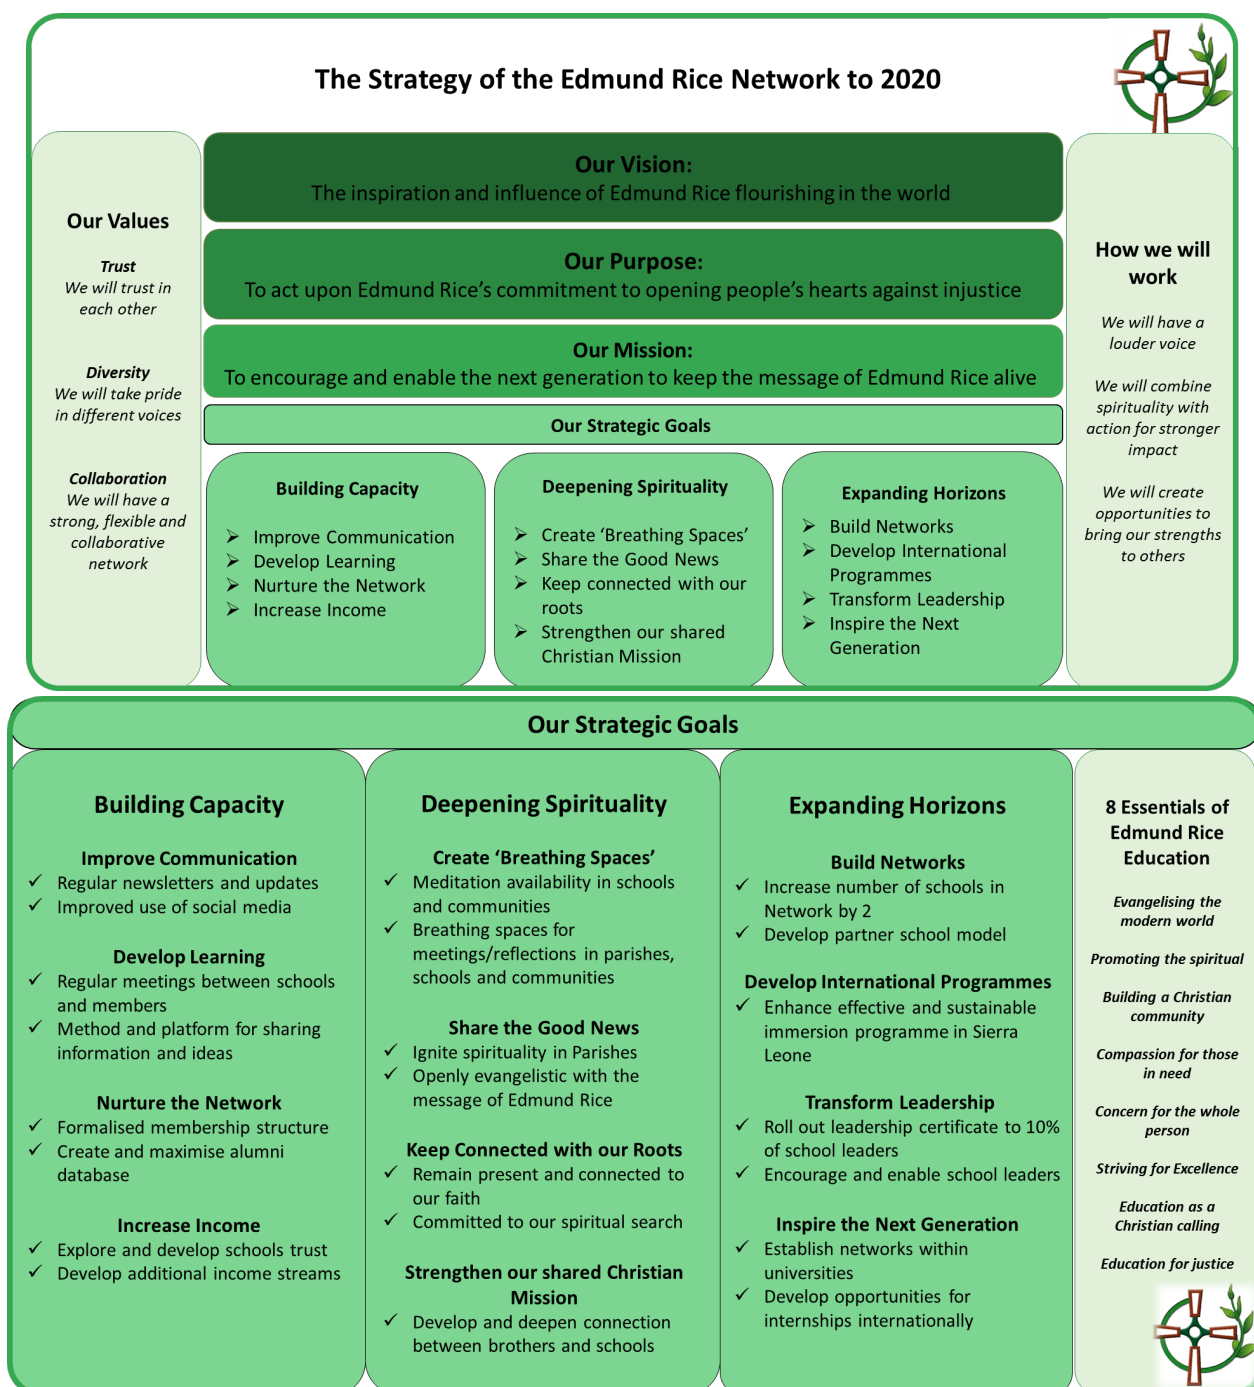 The Strategy of the Edmund Rice Network to 2020
Our Values
Trust
We will trust in
each other
Diversity
We will take pride
in different voices
Collaboration
We will have a
strong, flexible and
collaborative
network
Our Vision:
The inspiration and influence of Edmund Rice flourishing in the world
Our Purpose:
To act upon Edmund Rice's commitment to opening people's hearts against injustice
Our Mission:
To encourage and enable the next generation to keep the message of Edmund Rice alive
Our Strategic Goals
Building Capacity
Improve Communication
Develop Learning
Nurture the Network
Increase Income
Deepening Spirituality
Create ‘Breathing Spaces’
Share the Good News
Keep connected with our
roots
Strengthen our shared
Christian Mission
Expanding Horizons
Build Networks
Develop International
Programmes
Transform Leadership
Inspire the Next
Generation
How we will
work
We will have a
louder voice
We will combine
spirituality with
action for stronger
impact
We will create
opportunities to
bring our strengths
to others
Our Strategic Goals
Building Capacity
Improve Communication
✓ Regular newsletters and updates
✓ Improved use of social media
Develop Learning
✓ Regular meetings between schools
and members
✓ Method and platform for sharing
information and ideas
Nurture the Network
✓ Formalised membership structure
✓ Create and maximise alumni
database
Increase Income
✓ Explore and develop schools trust
✓ Develop additional income streams
Deepening Spirituality
Create ‘Breathing Spaces’
✓ Meditation availability in schools
and communities
✓ Breathing spaces for
meetings/reflections in parishes,
schools and communities
Share the Good News
✓ Ignite spirituality in Parishes
✓ Openly evangelistic with the
message of Edmund Rice
Keep Connected with our Roots
✓ Remain present and connected to
our faith
✓ Committed to our spiritual search
Strengthen our shared Christian
Mission
✓ Develop and deepen connection
between brothers and schools
Expanding Horizons
Build Networks
✓ Increase number of schools in
Network by 2
✓ Develop partner school model
Develop International Programmes
✓ Enhance effective and sustainable
immersion programme in Sierra
Leone
Transform Leadership
✓ Roll out leadership certificate to 10%
of school leaders
✓ Encourage and enable school leaders
Inspire the Next Generation
✓ Establish networks within
universities
✓ Develop opportunities for
internships internationally
8 Essentials of
Edmund Rice
Education
Evangelising the
modern world
Promoting the spiritual
Building a Christian
community
Compassion for those
in need
Concern for the whole
person
Striving for Excellence
Education as a
Christian calling
Education for justice